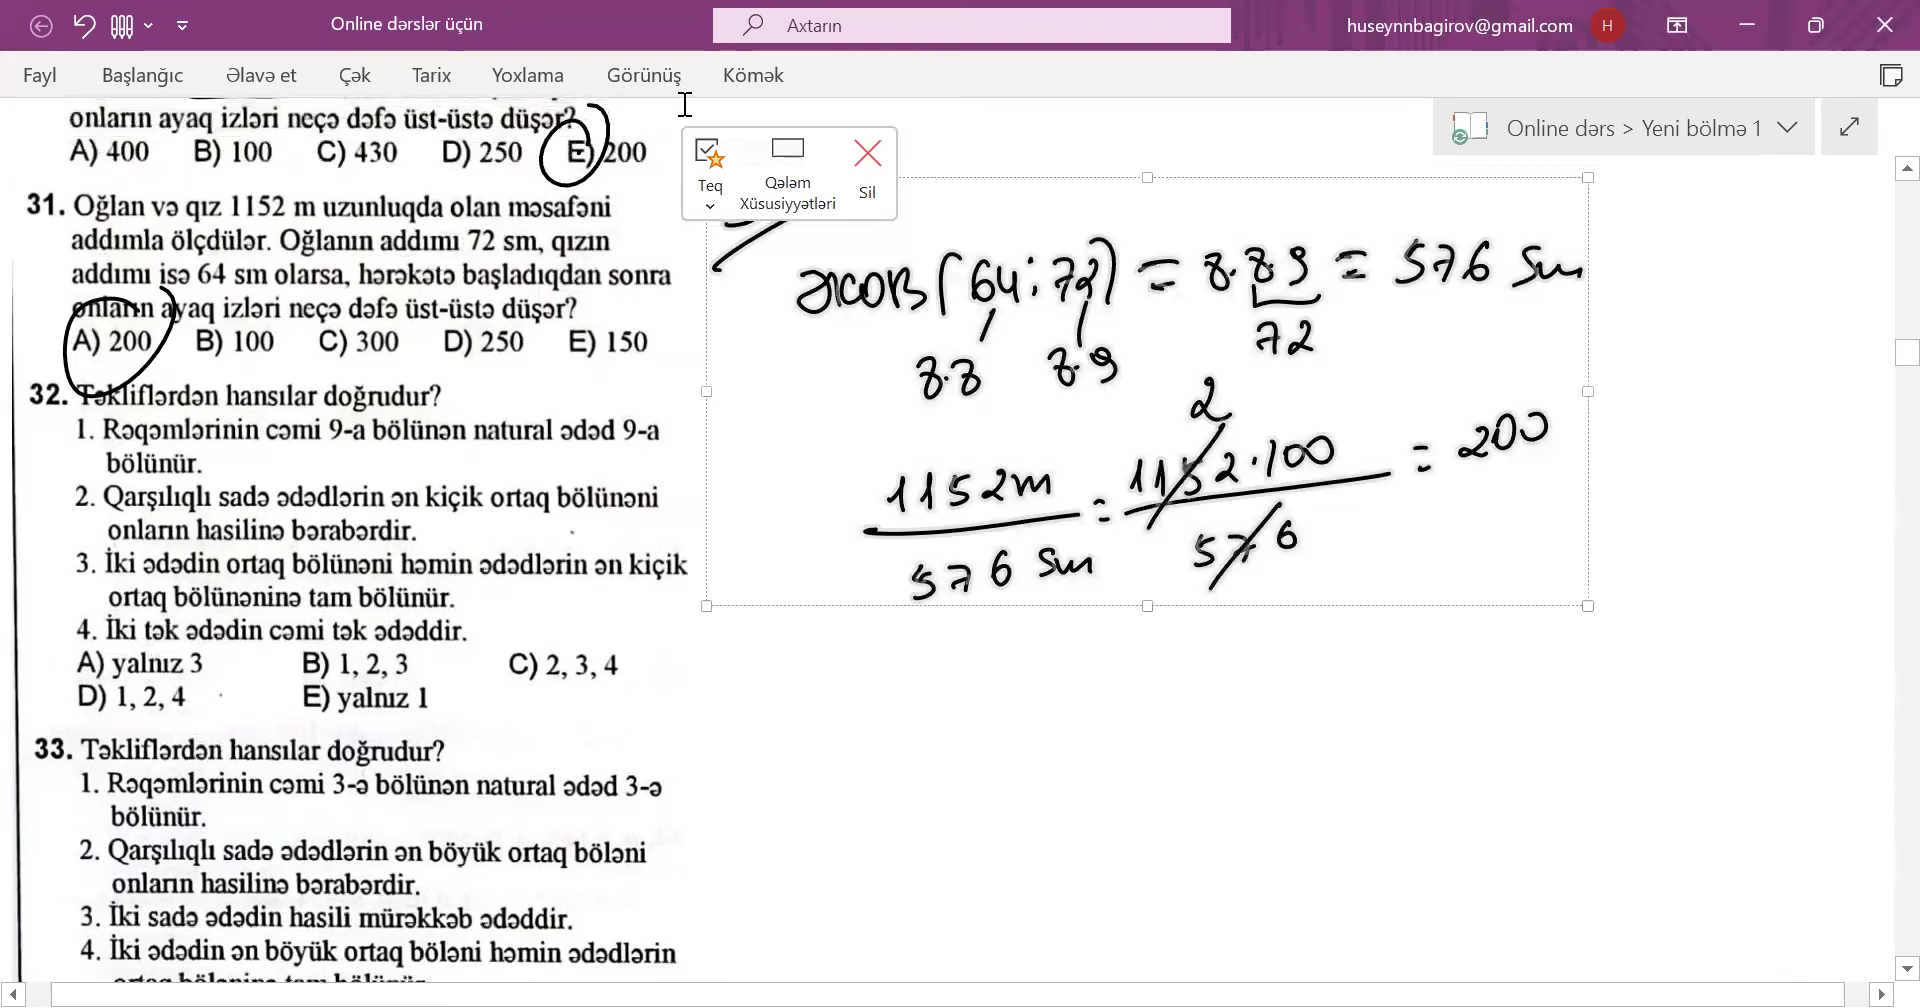 Online dərslər üçün
Axtarın
huseynnbagirov@gmail.com
H
Fayl Başlanğıc Əlavə et Çək Tarix Yoxlama Görünüş Kömək
Online dərs > Yeni bölmə 1
Teq
Qələm Xüsusiyyətləri
Sil
onların ayaq izləri neçə dəfə üst-üstə düşər?
A) 400 B) 100 C) 430 D) 250 E) 200
31. Oğlan və qız 1152 m uzunluqda olan məsafəni
addımla ölçdülər. Oğlanın addımı 72 sm, qızın
addımı isə 64 sm olarsa, hərəkətə başladıqdan sonra
onların ayaq izləri neçə dəfə üst-üstə düşər?
A) 200 B) 100 C) 300 D) 250 E) 150
32. Təkliflərdən hansılar doğrudur?
1. Rəqəmlərinin cəmi 9-a bölünən natural ədəd 9-a
bölünür.
2. Qarşılıqlı sadə ədədlərin ən kiçik ortaq bölünəni
onların hasilinə bərabərdir.
3. İki ədədin ortaq bölünəni həmin ədədlərin ən kiçik
ortaq bölünəninə tam bölünür.
4. İki tək ədədin cəmi tək ədəddir.
A) yalnız 3 B) 1, 2, 3 C) 2, 3, 4
D) 1, 2, 4 E) yalnız 1
33. Təkliflərdən hansılar doğrudur?
1. Rəqəmlərinin cəmi 3-ə bölünən natural ədəd 3-ə
bölünür.
2. Qarşılıqlı sadə ədədlərin ən böyük ortaq böləni
onların hasilinə bərabərdir.
3. İki sadə ədədin hasili mürəkkəb ədəddir.
4. İki ədədin ən böyük ortaq böləni həmin ədədlərin
ƏKOB (64;72) = 8.8.9 = 576 sm
8.8 8.9 72
2
1152m = 1152.100 = 200
576 sm 576